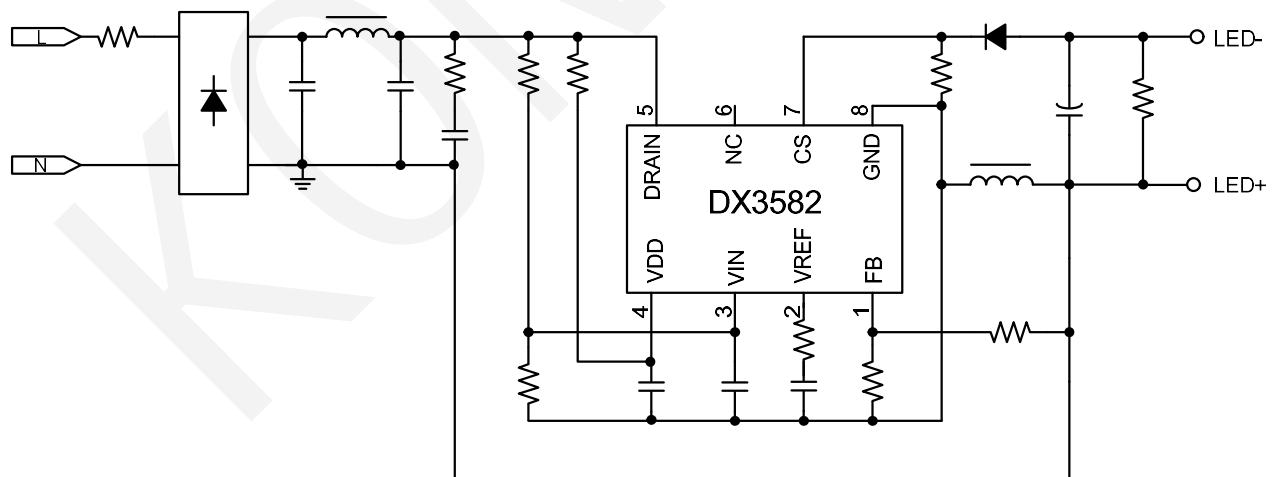 L
LED-
5
6
7
8
DRAIN
NC
CS
GND
N
DX3582
LED+
VDD
VIN
VREF
FB
4
3
2
1